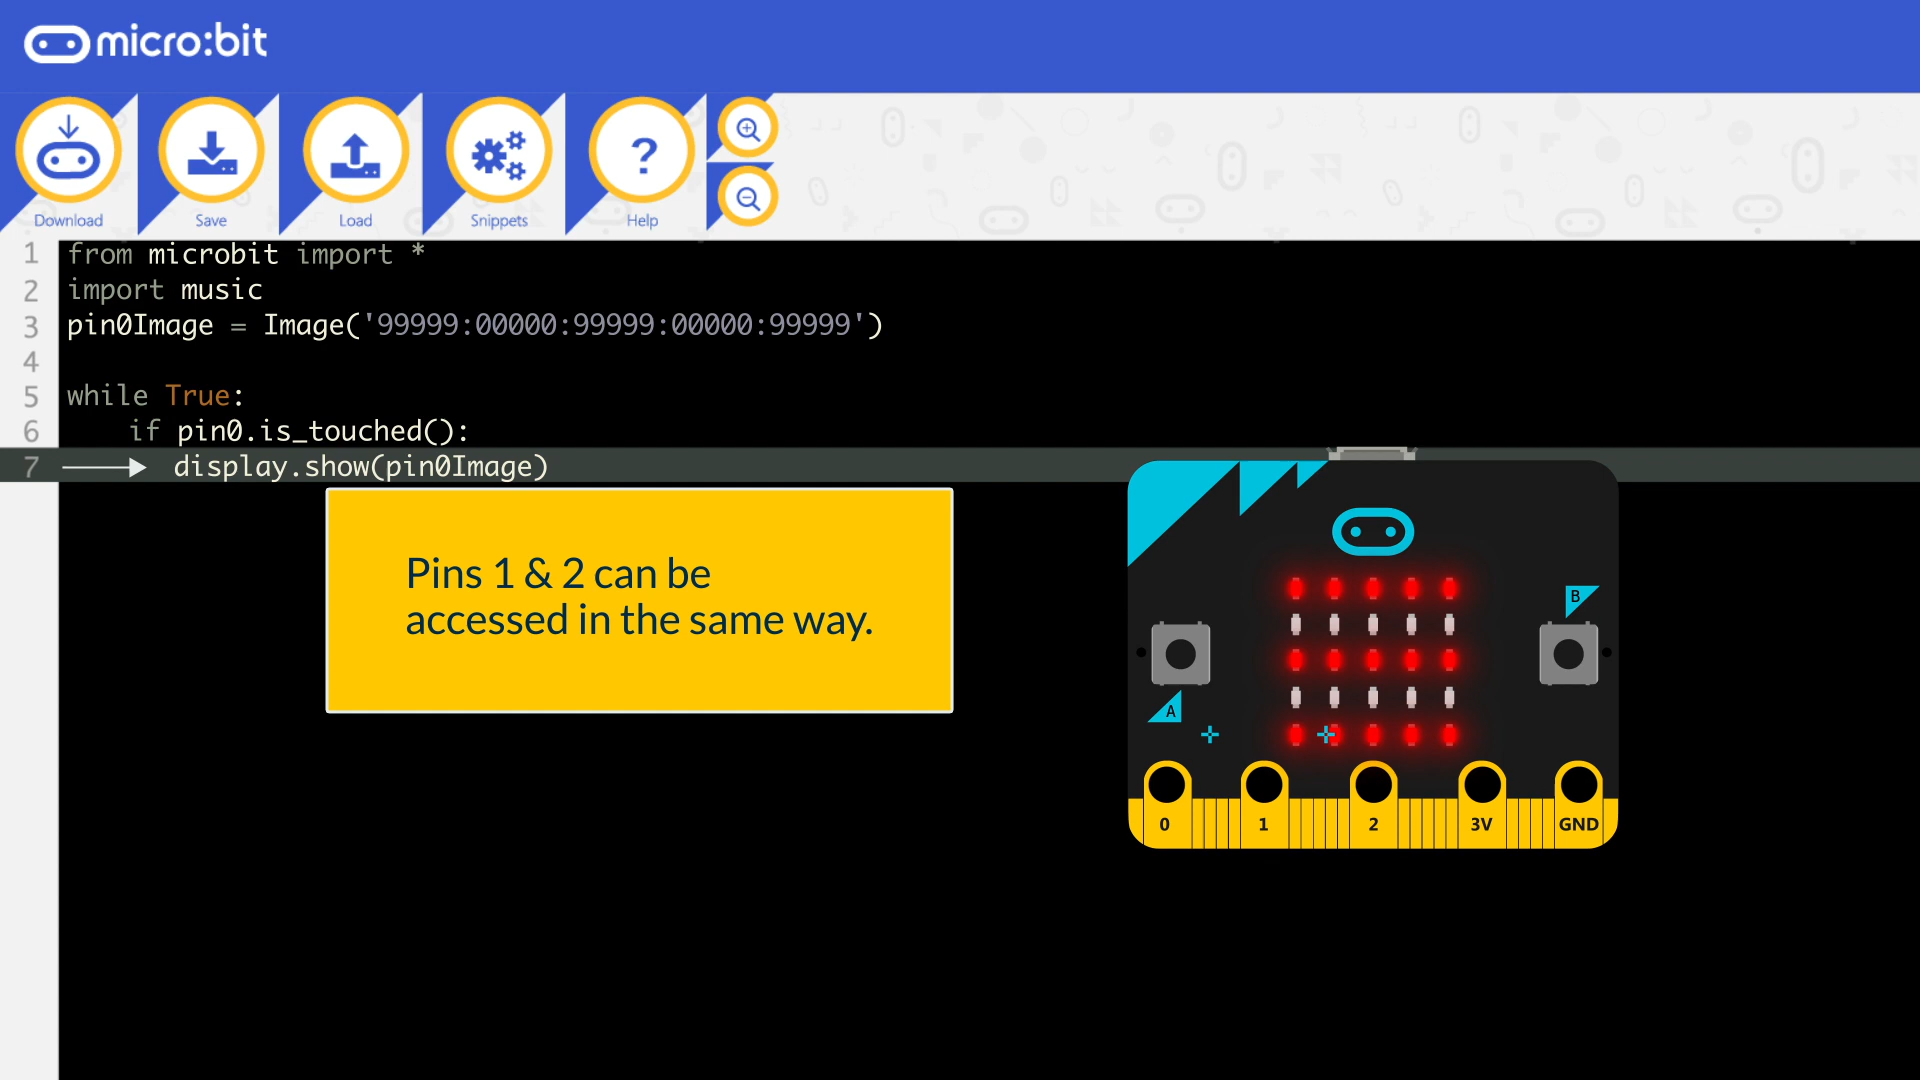 micro:bit
Download
Save
Load
Snippets
?
Help
1 from microbit import *
2 import music
3 pin0Image = Image('99999:00000:99999:00000:99999')
4
5 while True:
6 if pin0.is_touched():
7 display.show(pin0Image)
Pins 1 & 2 can be
accessed in the same way.
B
A
0 1 2 3V GND